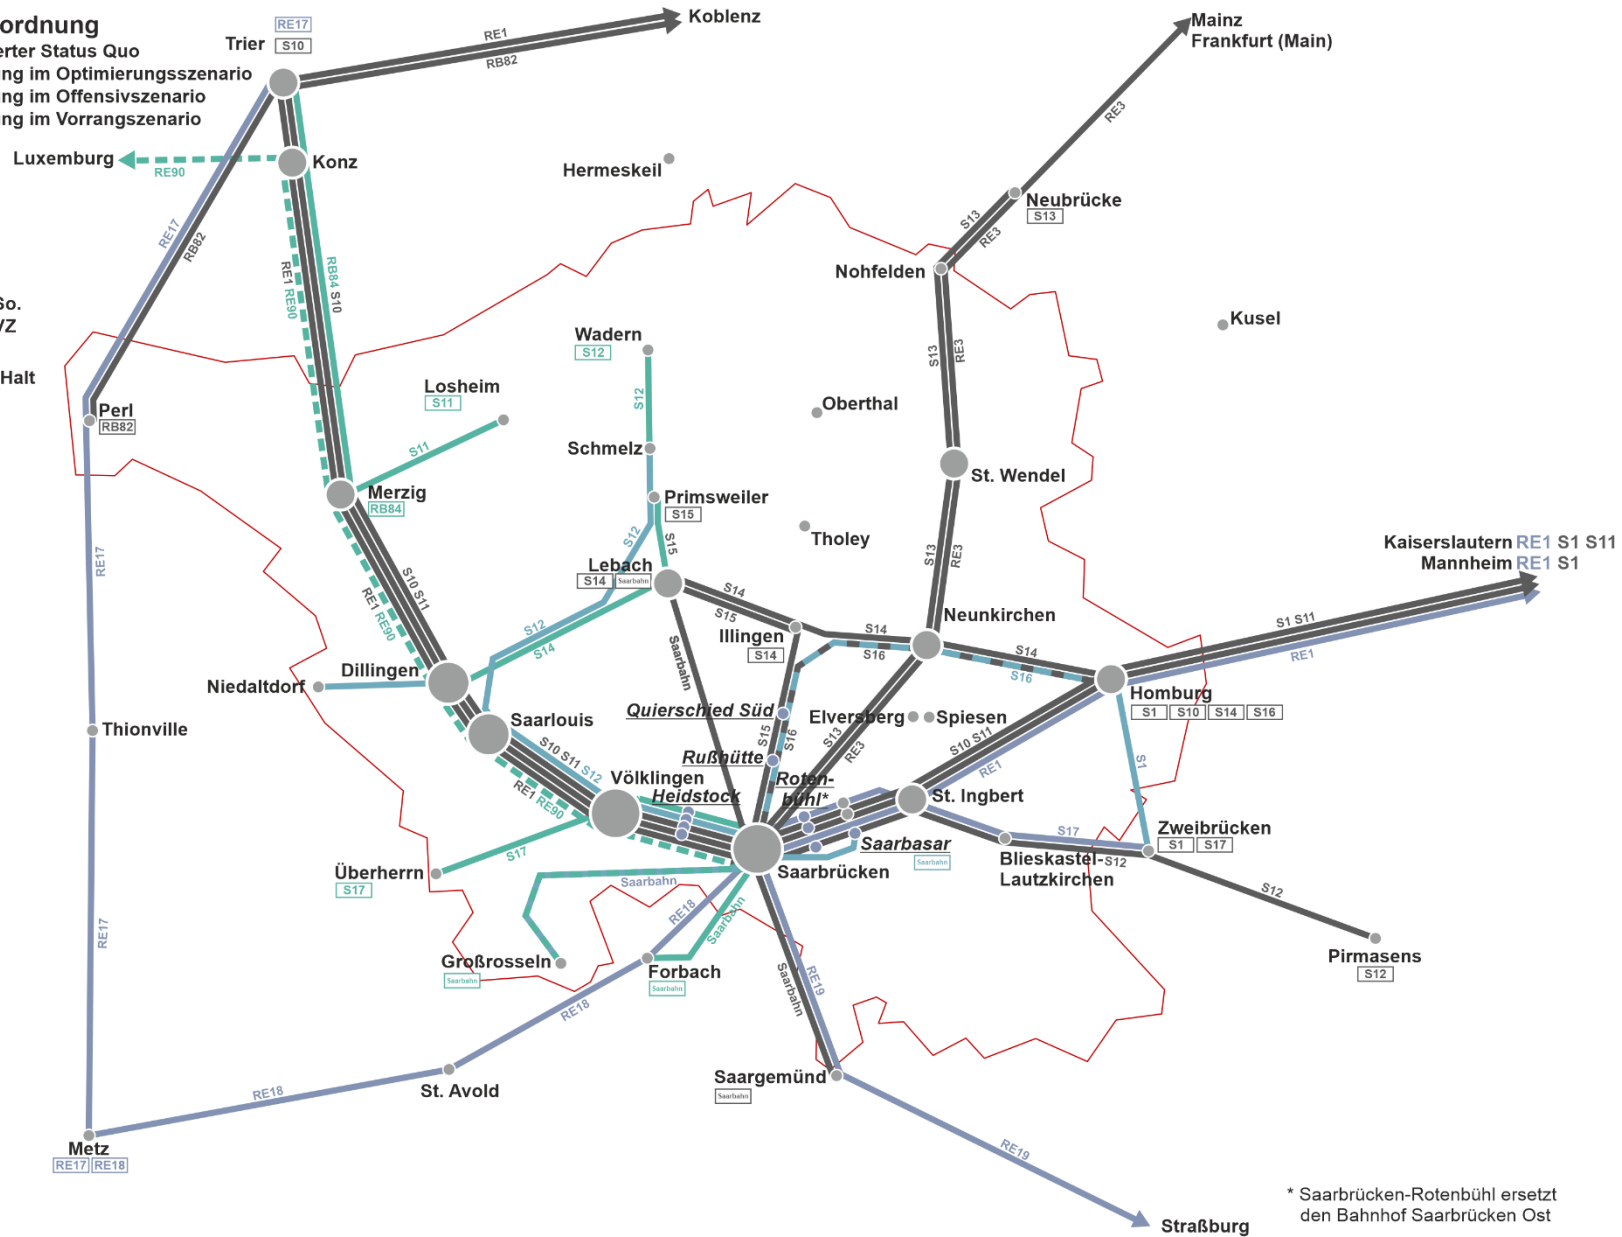 ordnung
erter Status Quo
ng im Optimierungsszenario
ng im Offensivszenario
ng im Vorrangszenario
So.
VZ
Halt
RE17
Trier S10
RE1
RB82
Koblenz
Mainz
Frankfurt (Main)
RE3
Luxemburg
RE90
Konz
Hermeskeil
Neubrücke
S13
S13
RE3
RE17
RB82
Nohfelden
RE1 RE90
RB84 S10
Kusel
Wadern
S12
S12
S13
RE3
Losheim
S11
S11
Oberthal
Perl
RB82
Schmelz
St. Wendel
Merzig
RB84
Primsweiler
S15
S12
S15
Tholey
S13
RE3
Kaiserslautern RE1 S1 S11
Mannheim RE1 S1
RE17
S10 S11
RE1 RE90
Lebach
S14 Saarbahn
S14
S15
Illingen
S14
S14
S16
Neunkirchen
S14
S16
S1 S11
RE1
S12
S14
Saarbahn
Dillingen
Niedaltdorf
Homburg
S1 S10 S14 S16
Quierschied Süd
Elversberg
Spiesen
Saarlouis
Thionville
S10 S11 S12
RE1 RE90
S15
S16
S13
RE3
S10 S11
RE1
S1
Rußhütte
Völklingen
Heidstock
Roten-
bühl*
St. Ingbert
Saarbasar
Saarbahn
S17
S12
Blieskastel-
Lautzkirchen
Zweibrücken
S1 S17
S17
Überherrn
S17
Saarbrücken
Saarbahn
RE18
Saarbahn
S12
RE17
Großrosseln
Saarbahn
Forbach
Saarbahn
Saarbahn
RE19
Pirmasens
S12
RE18
RE18
St. Avold
Saargemünd
Saarbahn
Metz
RE17 RE18
RE19
Straßburg
* Saarbrücken-Rotenbühl ersetzt
den Bahnhof Saarbrücken Ost